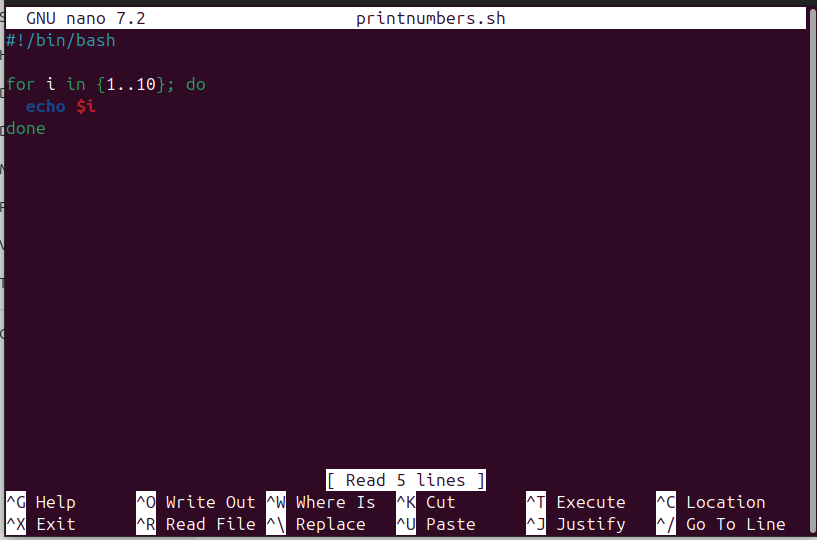 GNU nano 7.2 printnumbers.sh
#!/bin/bash
for i in {1..10}; do
echo $i
done
[ Read 5 lines ]
^G Help ^O Write Out ^W Where Is ^K Cut ^T Execute ^C Location
^X Exit ^R Read File ^\ Replace ^U Paste ^J Justify ^/ Go To Line